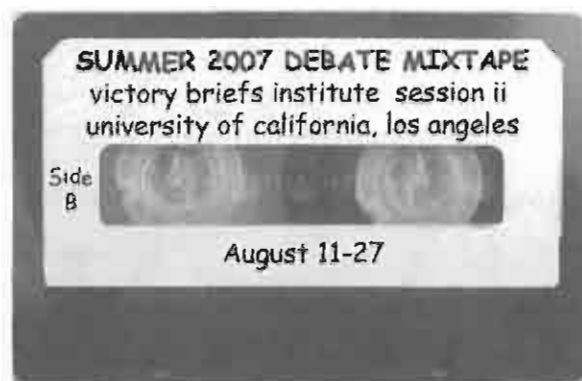 SUMMER 2007 DEBATE MIXTAPE
victory briefs institute session ii
university of california, los angeles
Side
B
August 11-27